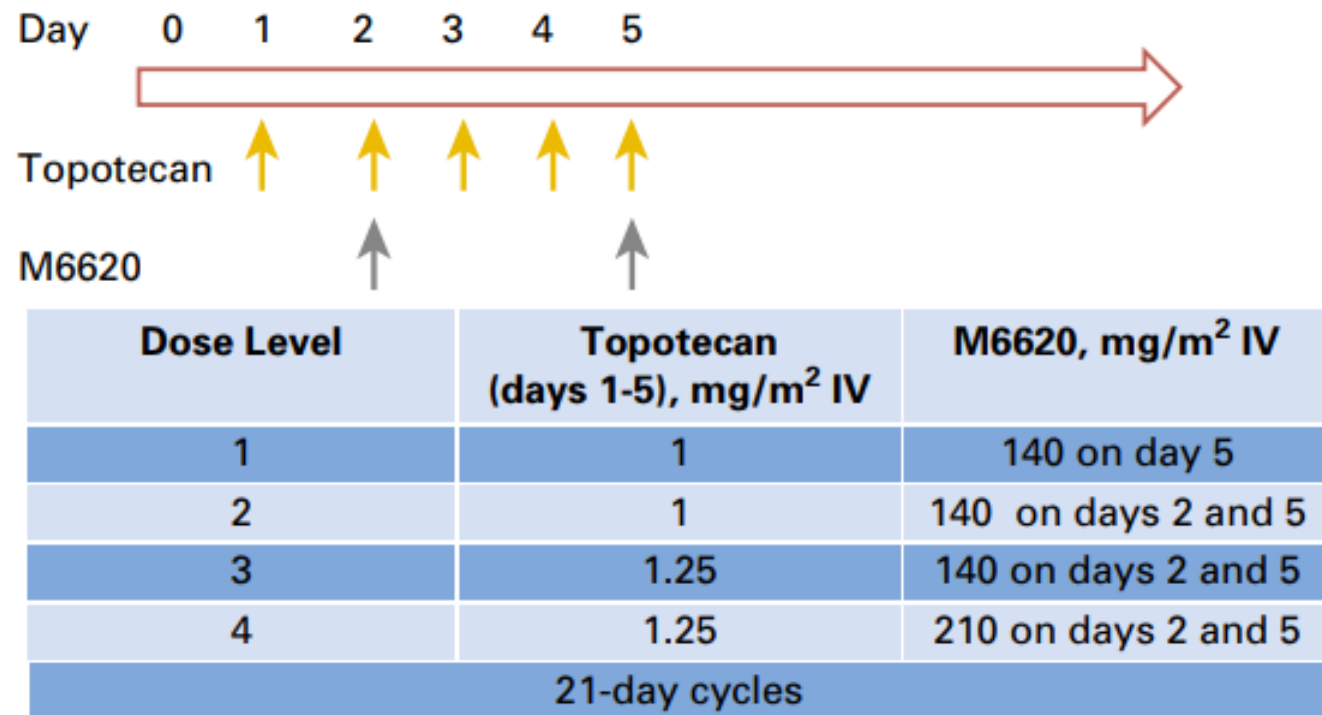 Day 0 1 2 3 4 5
Topotecan
M6620
Dose Level Topotecan (days 1-5), mg/m² IV M6620, mg/m² IV
1 1 140 on day 5
2 1 140 on days 2 and 5
3 1.25 140 on days 2 and 5
4 1.25 210 on days 2 and 5
21-day cycles